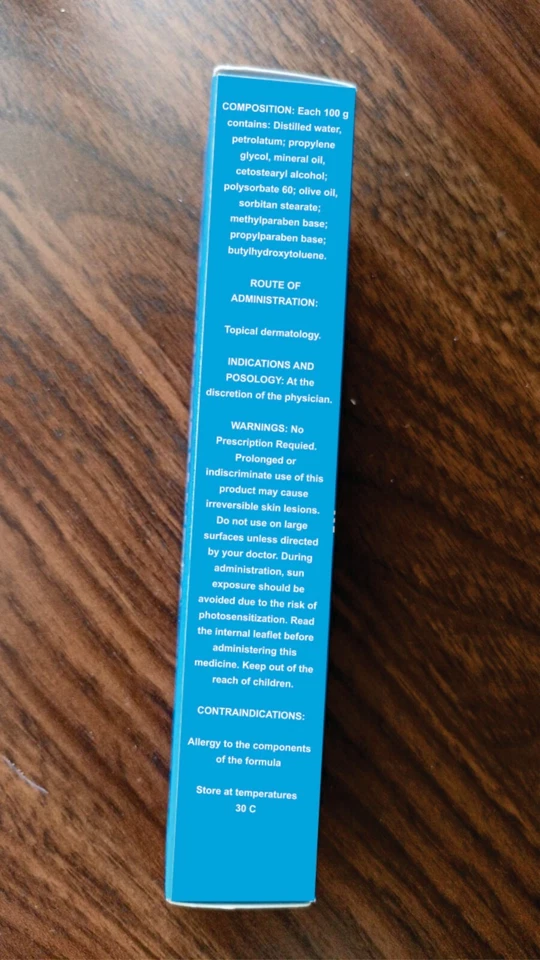 COMPOSITION: Each 100 g
contains: Distilled water,
petrolatum; propylene
glycol, mineral oil,
cetostearyl alcohol;
polysorbate 60; olive oil,
sorbitan stearate;
methylparaben base;
propylparaben base;
butylhydroxytoluene.
ROUTE OF
ADMINISTRATION:
Topical dermatology.
INDICATIONS AND
POSOLOGY: At the
discretion of the physician.
WARNINGS: No
Prescription Requied.
Prolonged or
indiscriminate use of this
product may cause
irreversible skin lesions.
Do not use on large
surfaces unless directed
by your doctor. During
administration, sun
exposure should be
avoided due to the risk of
photosensitization. Read
the internal leaflet before
administering this
medicine. Keep out of the
reach of children.
CONTRAINDICATIONS:
Allergy to the components
of the formula
Store at temperatures
30 C